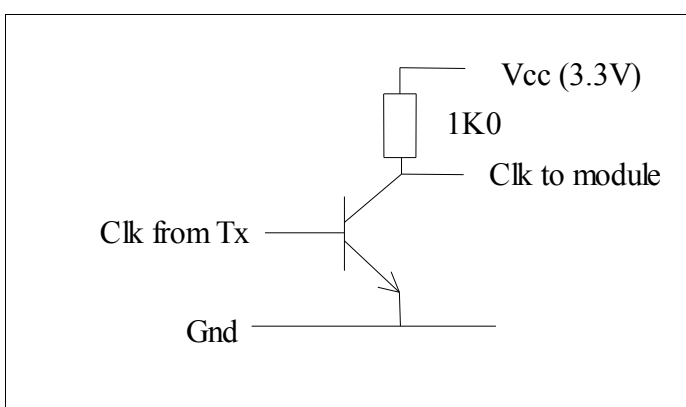 Vcc (3.3V)
1K0
Clk to module
Clk from Tx
Gnd